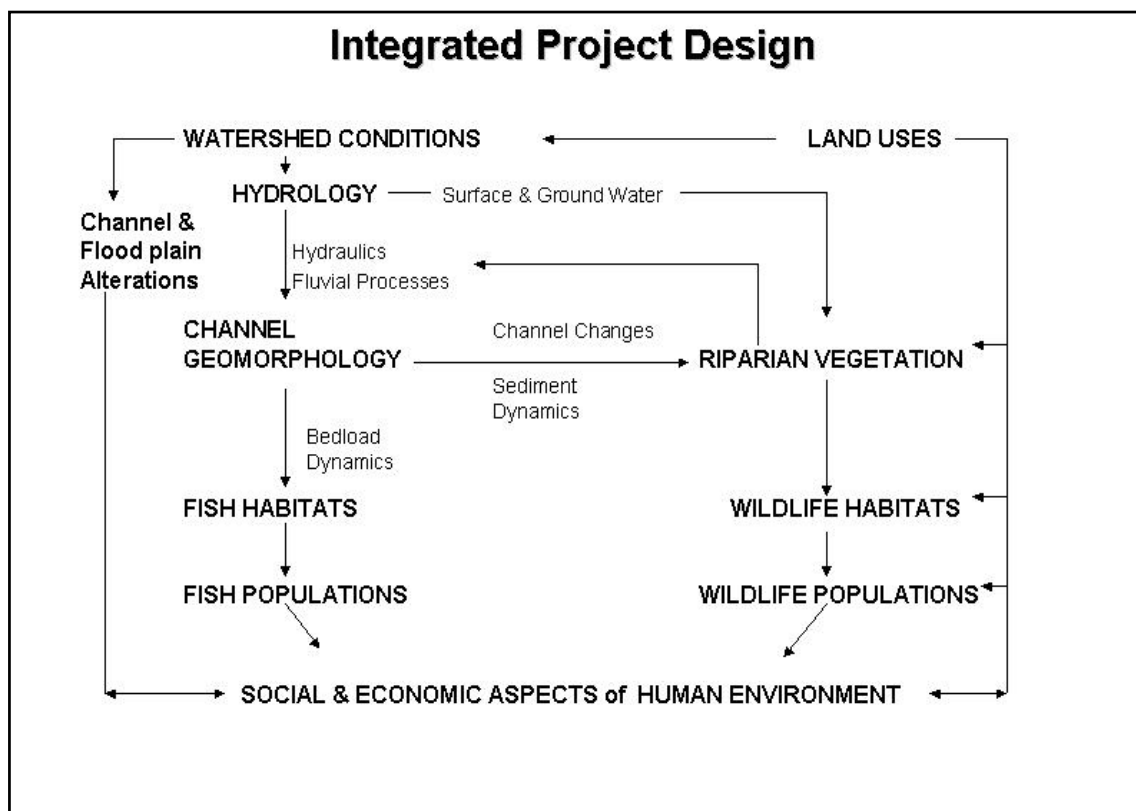 Integrated Project Design
WATERSHED CONDITIONS
LAND USES
HYDROLOGY
Surface & Ground Water
Channel &
Flood plain
Alterations
Hydraulics
Fluvial Processes
CHANNEL
GEOMORPHOLOGY
Channel Changes
Sediment
Dynamics
RIPARIAN VEGETATION
Bedload
Dynamics
FISH HABITATS
WILDLIFE HABITATS
FISH POPULATIONS
WILDLIFE POPULATIONS
SOCIAL & ECONOMIC ASPECTS of HUMAN ENVIRONMENT